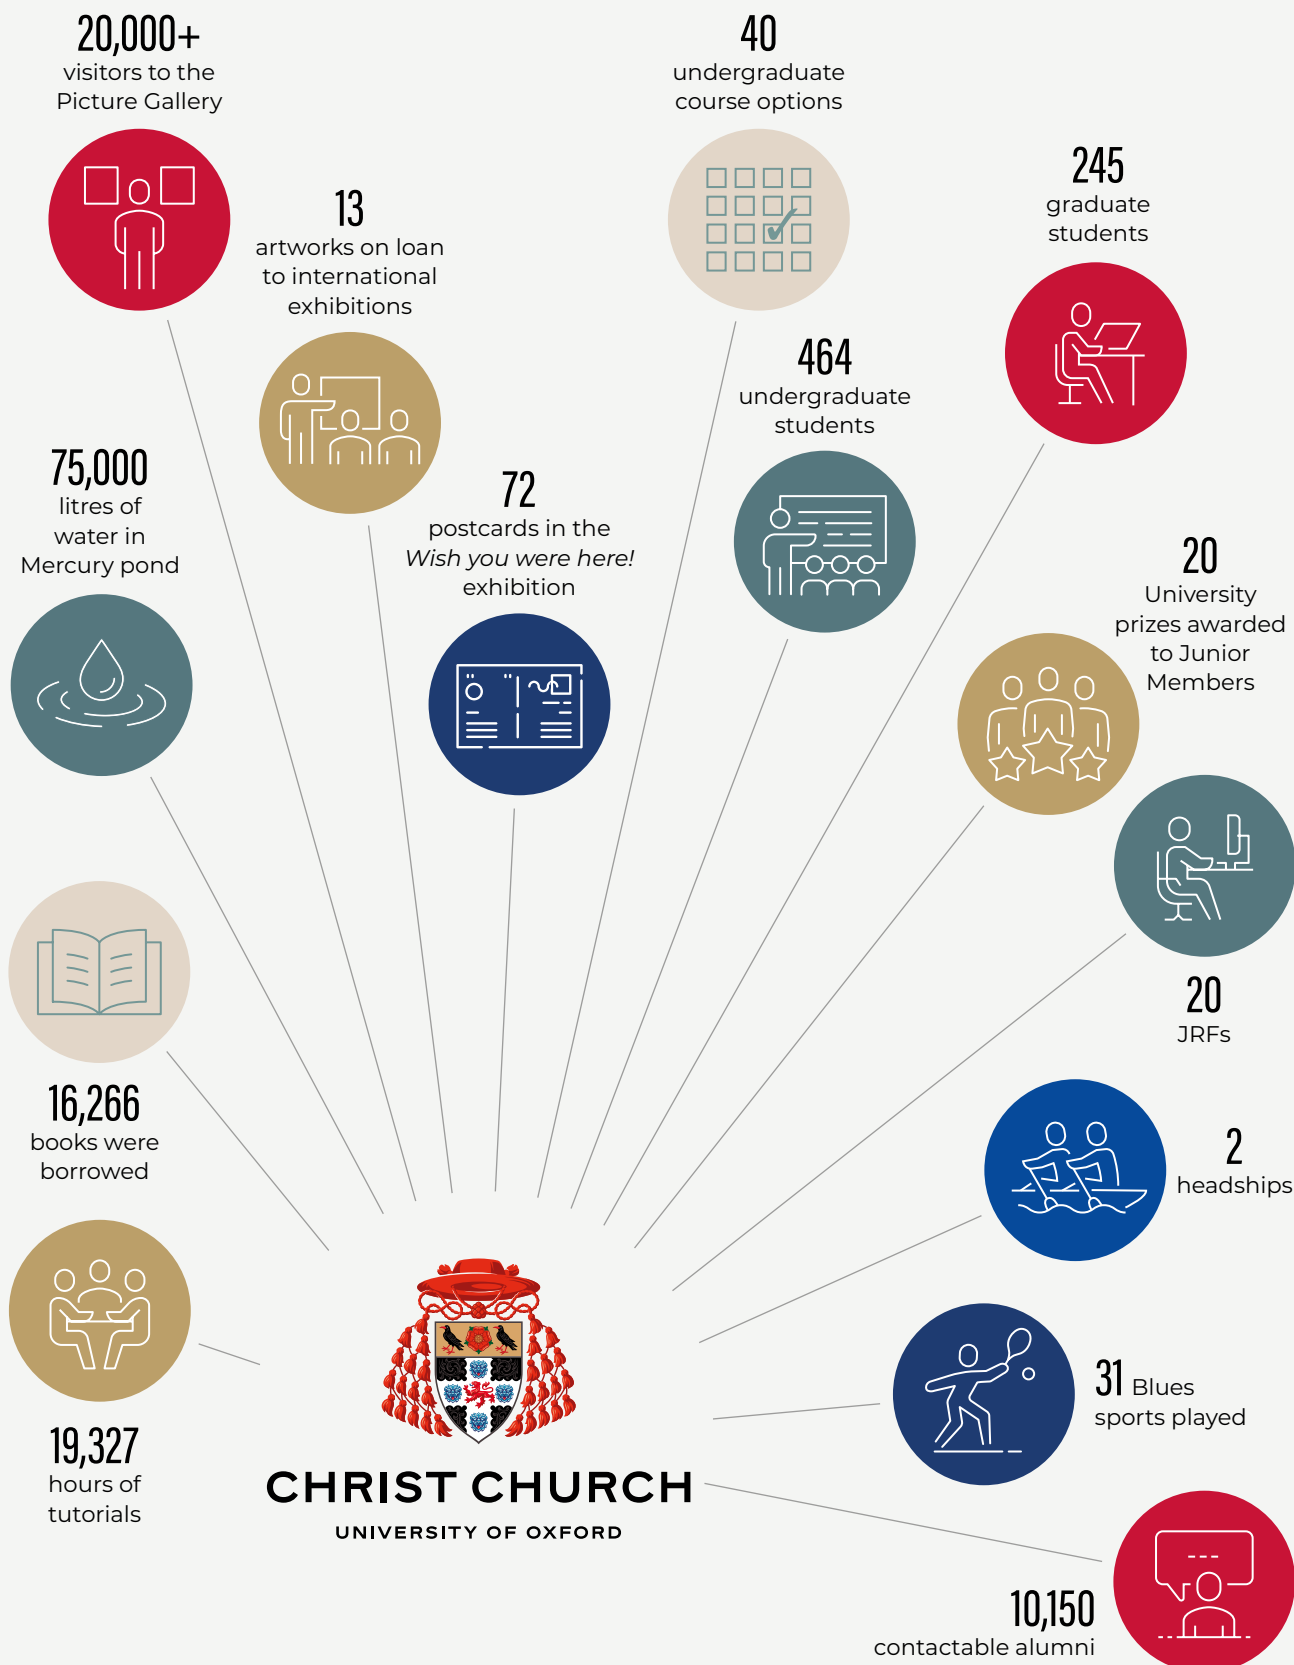 20,000+
visitors to the
Picture Gallery
40
undergraduate
course options
13
artworks on loan
to international
exhibitions
245
graduate
students
464
undergraduate
students
75,000
litres of
water in
Mercury pond
72
postcards in the
Wish you were here!
exhibition
20
University
prizes awarded
to Junior
Members
20
JRFs
16,266
books were
borrowed
2
headships
31 Blues
sports played
19,327
hours of
tutorials
CHRIST CHURCH
UNIVERSITY OF OXFORD
10,150
contactable alumni